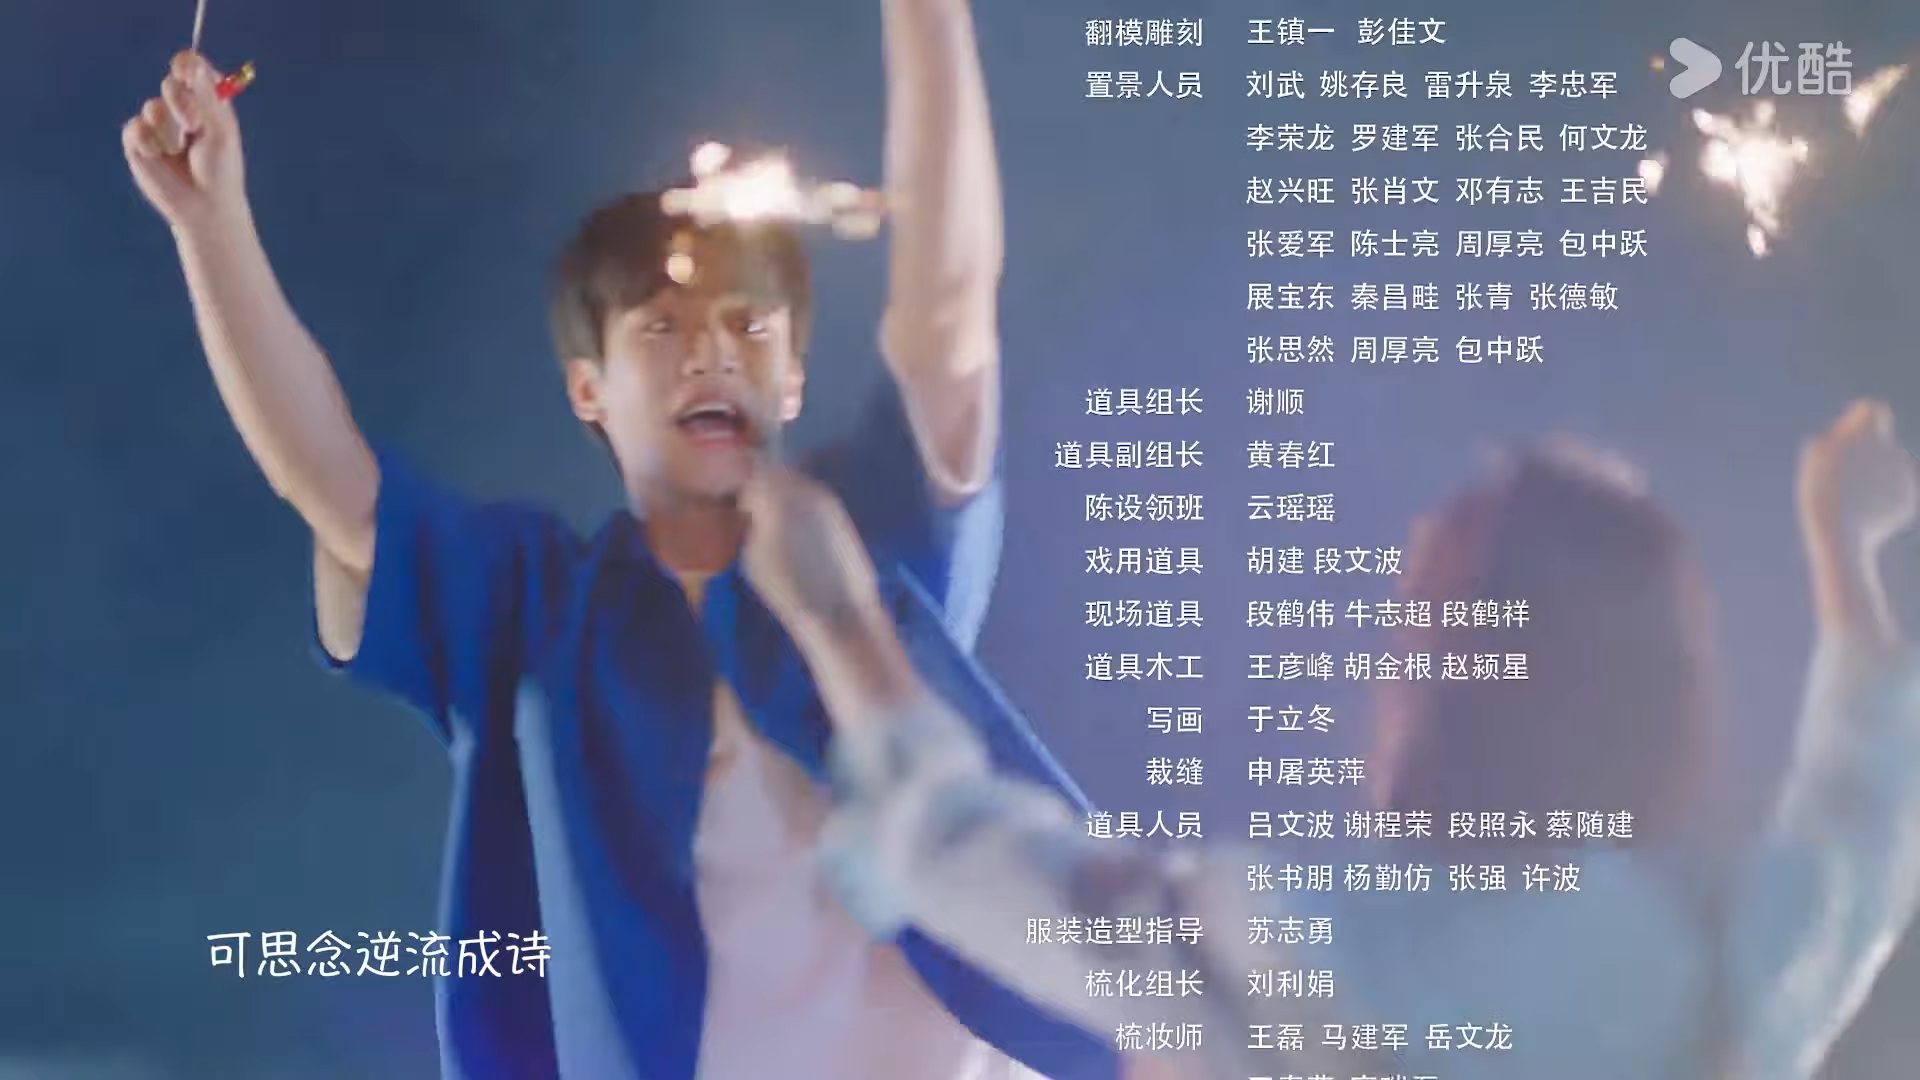 翻模雕刻 王镇一 彭佳文
置景人员 刘武 姚存良 雷升泉 李忠军
李荣龙 罗建军 张合民 何文龙
赵兴旺 张肖文 邓有志 王吉民
张爱军 陈士亮 周厚亮 包中跃
展宝东 秦昌畦 张青 张德敏
张思然 周厚亮 包中跃
道具组长 谢顺
道具副组长 黄春红
陈设领班 云瑶瑶
戏用道具 胡建 段文波
现场道具 段鹤伟 牛志超 段鹤祥
道具木工 王彦峰 胡金根 赵颍星
写画 于立冬
裁缝 申屠英萍
道具人员 吕文波 谢程荣 段照永 蔡随建
张书朋 杨勤仿 张强 许波
服装造型指导 苏志勇
梳化组长 刘利娟
梳妆师 王磊 马建军 岳文龙
优酷
可思念逆流成诗